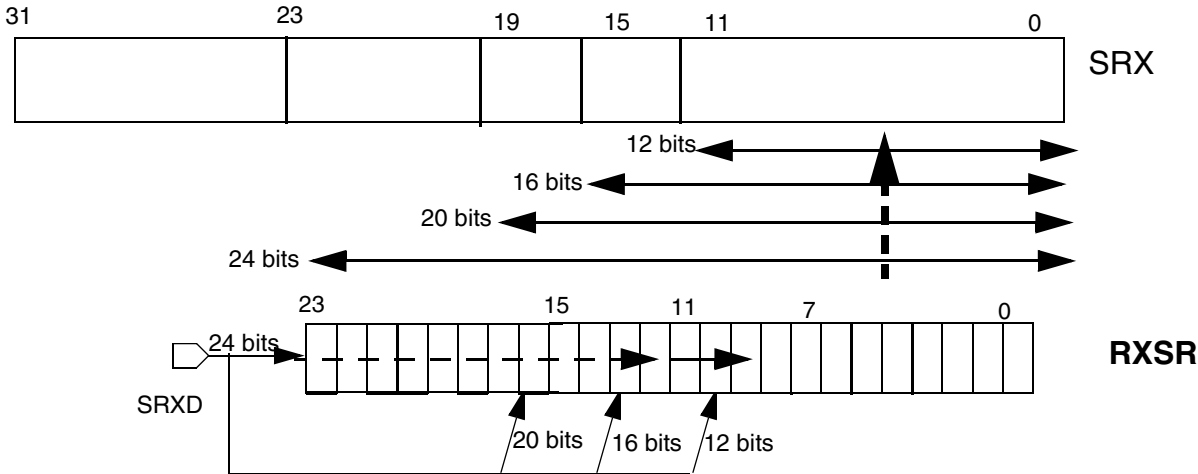 31 23 19 15 11 0
SRX
12 bits
16 bits
20 bits
24 bits
23 15 11 7 0
24 bits
RXSR
SRXD
20 bits 16 bits 12 bits